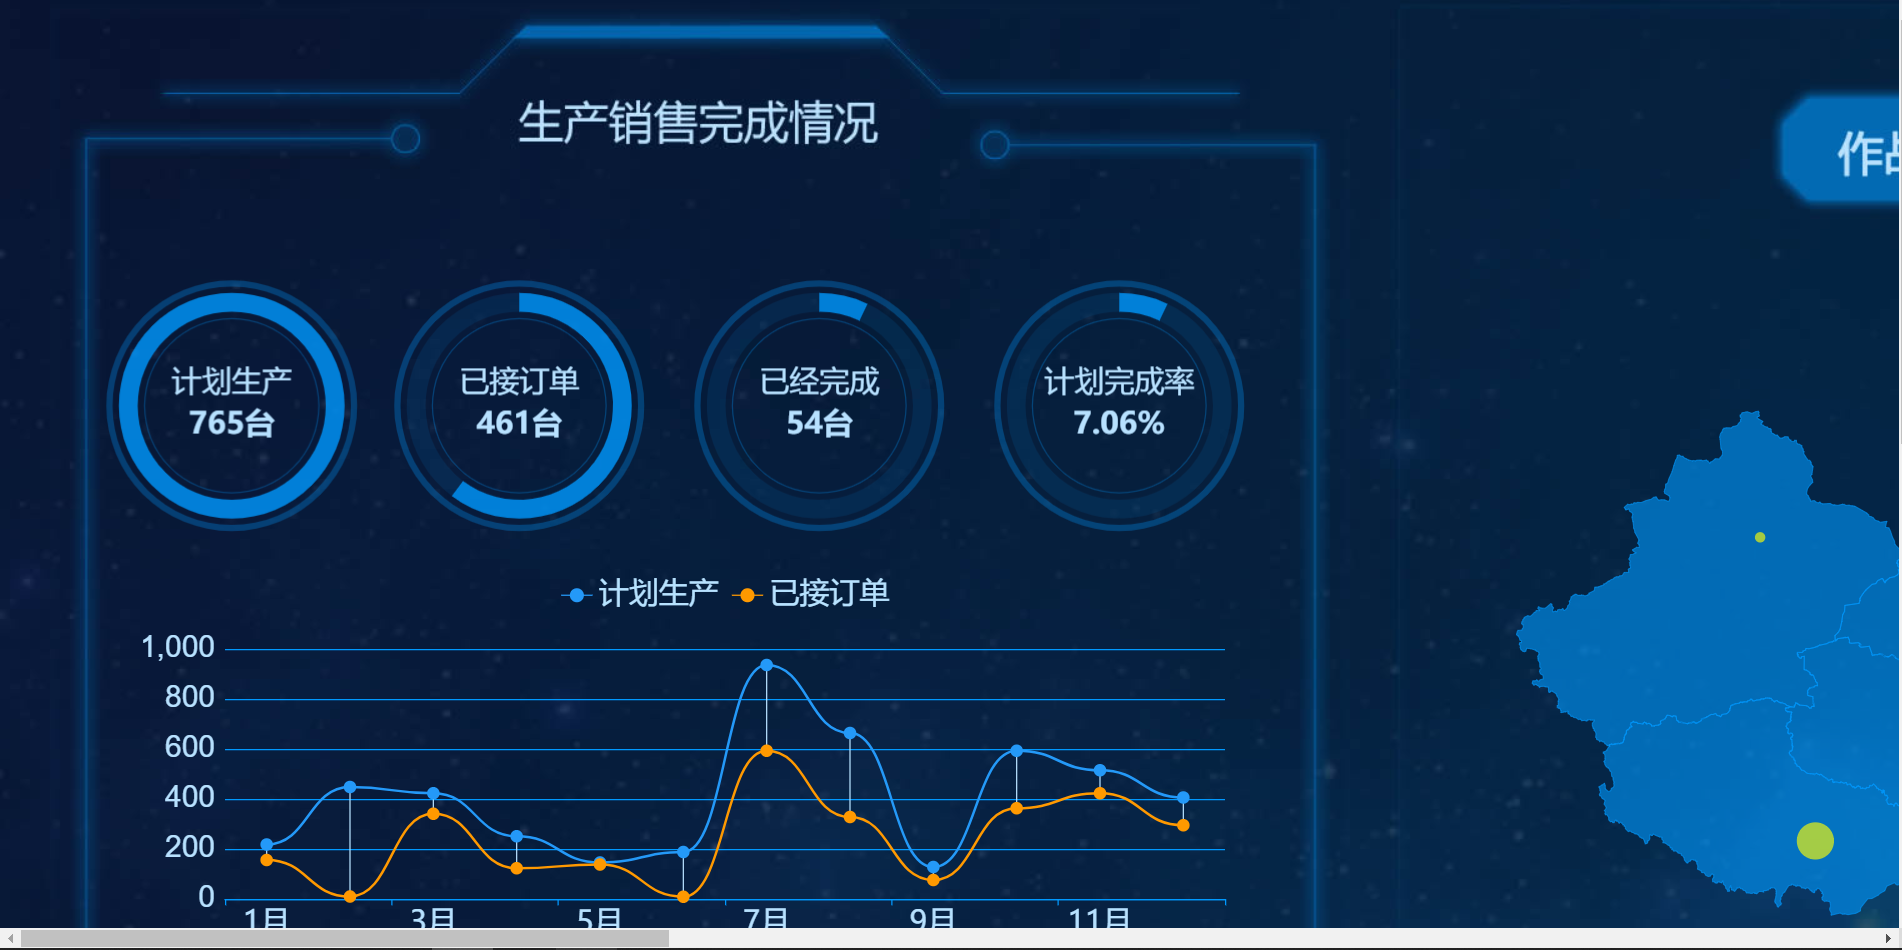 生产销售完成情况
作
计划生产
765台
已接订单
461台
已经完成
54台
计划完成率
7.06%
计划生产 已接订单
1,000
800
600
400
200
0
1月 3月 5月 7月 9月 11月